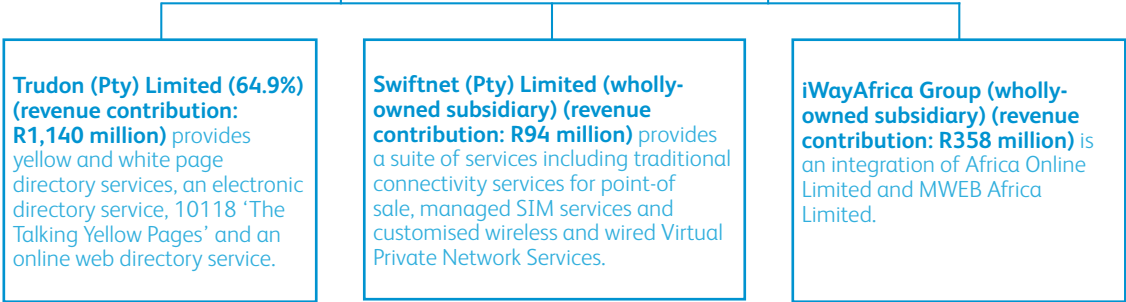 Trudon (Pty) Limited (64.9%)
(revenue contribution:
R1,140 million) provides
yellow and white page
directory services, an electronic
directory service, 10118 ‘The
Talking Yellow Pages’ and an
online web directory service.
Swiftnet (Pty) Limited (wholly-
owned subsidiary) (revenue
contribution: R94 million) provides
a suite of services including traditional
connectivity services for point-of
sale, managed SIM services and
customised wireless and wired Virtual
Private Network Services.
iWayAfrica Group (wholly-
owned subsidiary) (revenue
contribution: R358 million) is
an integration of Africa Online
Limited and MWEB Africa
Limited.